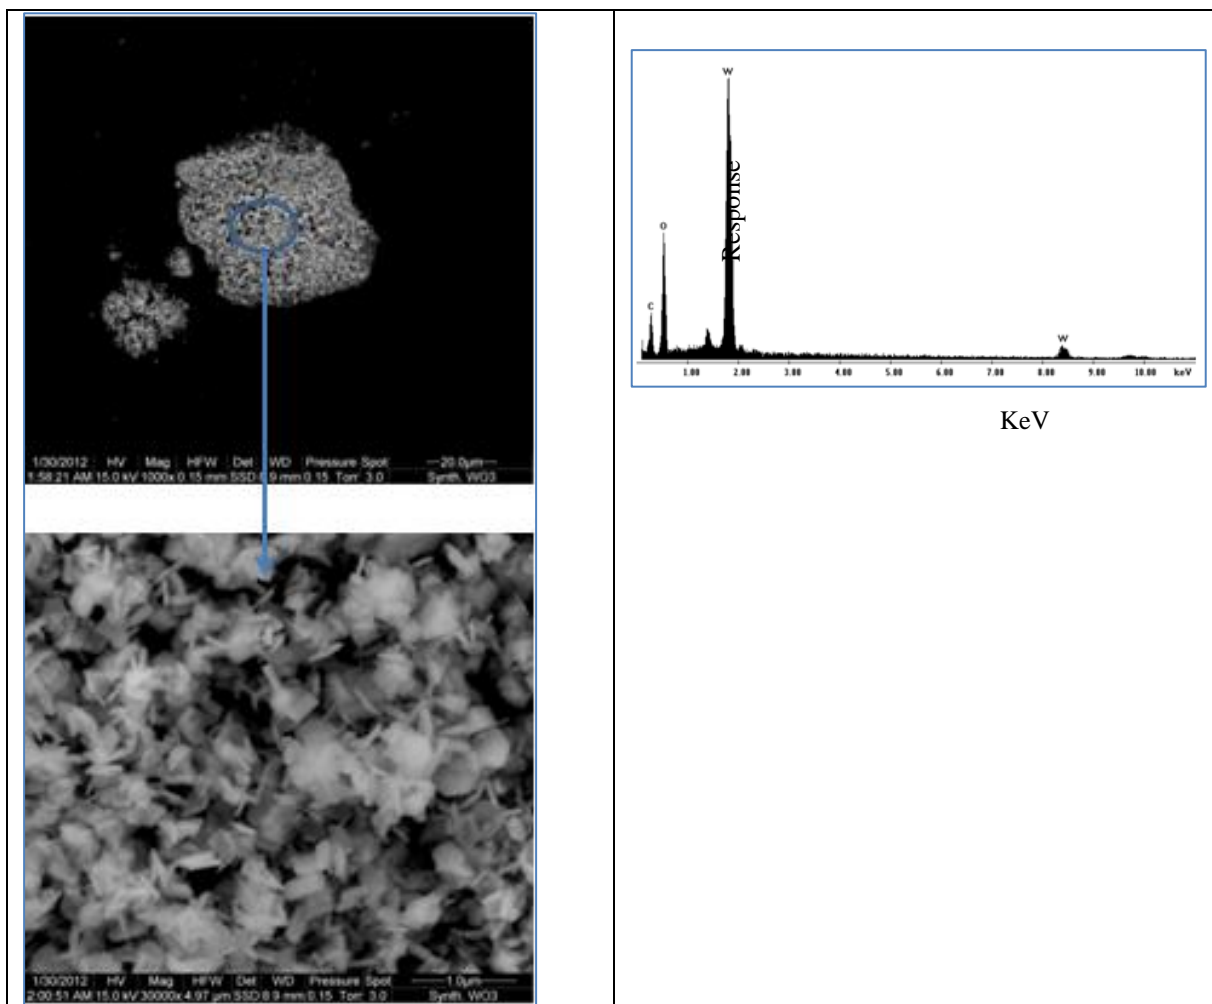 1/30/2012 HV Mag HFW Det WD Pressure Spot 20.0µm
1:58:21 AM 15.0 kV 1000x 0.15 mm SSD 8.9 mm 0.15 Torr 3.0 Synth. WO3
1/30/2012 HV Mag HFW Det WD Pressure Spot 1.0µm
2:00:51 AM 15.0 kV 30000x 4.97 µm SSD 8.9 mm 0.15 Torr 3.0 Synth. WO3
W
Response
O
C
W
1.00 2.00 3.00 4.00 5.00 6.00 7.00 8.00 9.00 10.00 keV
KeV